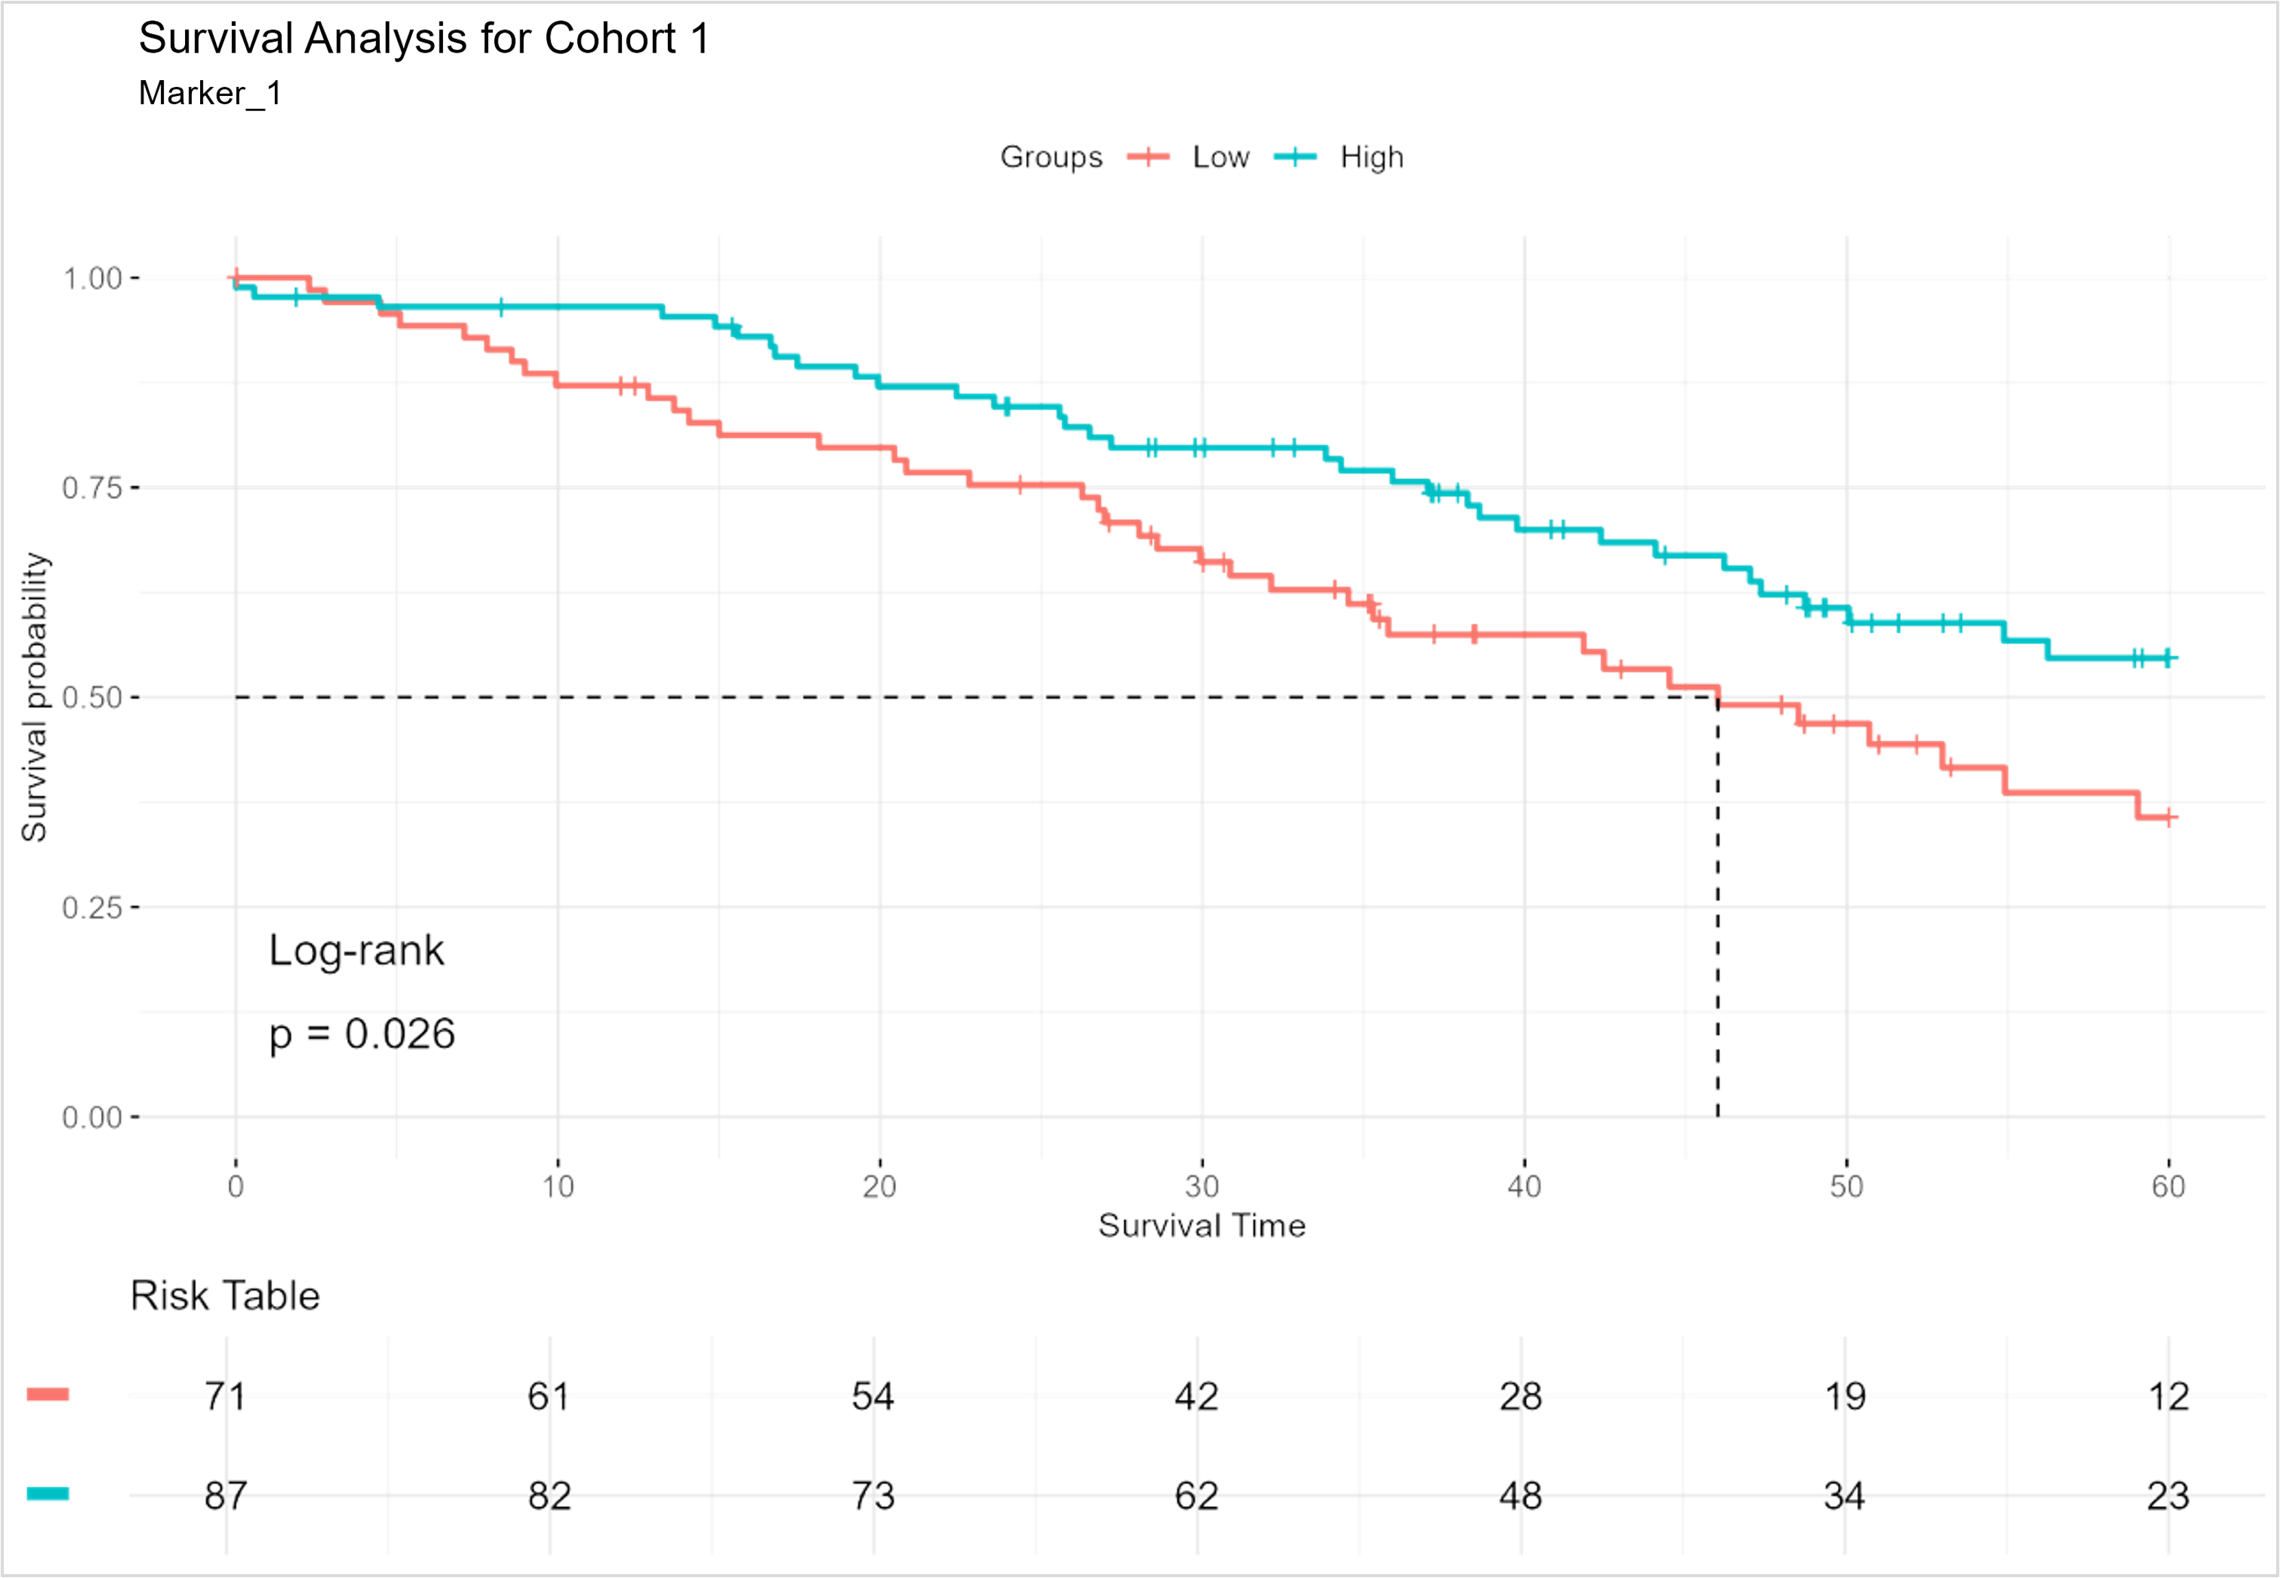 Survival Analysis for Cohort 1
Marker_1
Groups Low High
Survival probability
1.00
0.75
0.50
0.25
0.00
Log-rank
p = 0.026
0 10 20 30 40 50 60
Survival Time
Risk Table
71 61 54 42 28 19 12
87 82 73 62 48 34 23